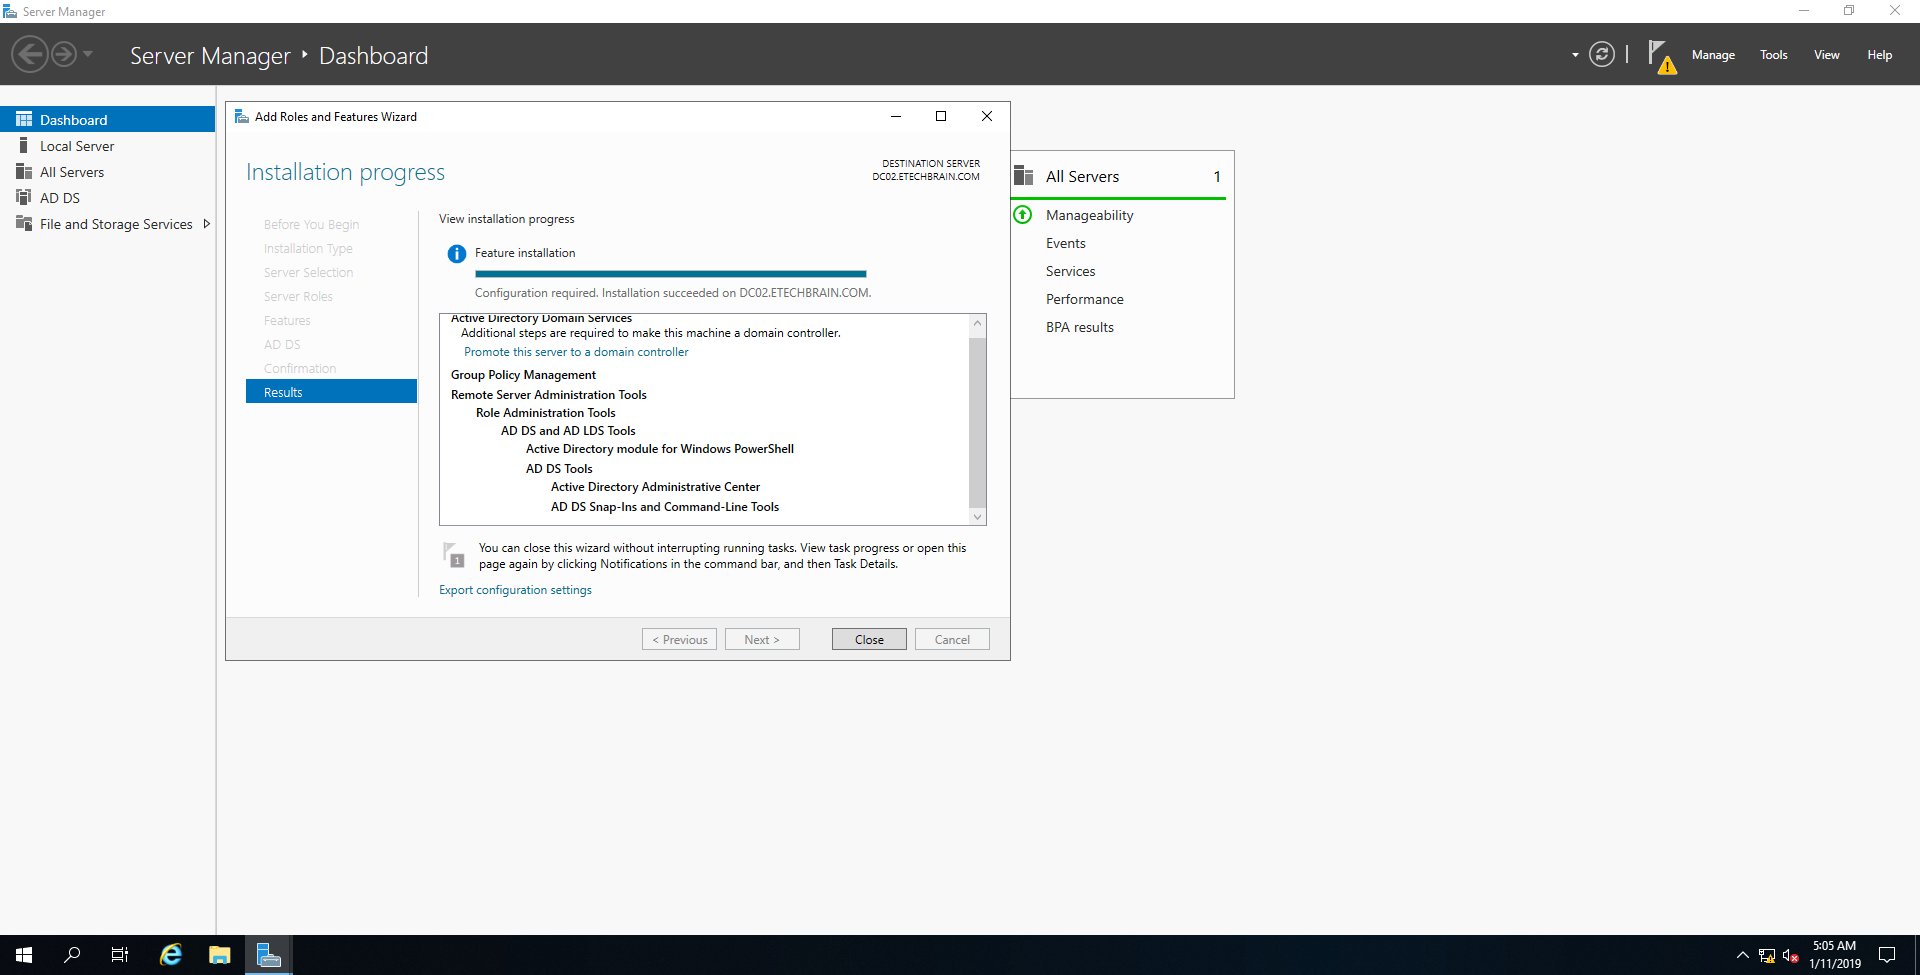 Server Manager
Server Manager ‣ Dashboard
Manage Tools View Help
Dashboard
Local Server
All Servers
AD DS
File and Storage Services
Add Roles and Features Wizard
Installation progress
DESTINATION SERVER
DC02.ETECHBRAIN.COM
Before You Begin
Installation Type
Server Selection
Server Roles
Features
AD DS
Confirmation
Results
View installation progress
Feature installation
Configuration required. Installation succeeded on DC02.ETECHBRAIN.COM.
Active Directory Domain Services
Additional steps are required to make this machine a domain controller.
Promote this server to a domain controller
Group Policy Management
Remote Server Administration Tools
Role Administration Tools
AD DS and AD LDS Tools
Active Directory module for Windows PowerShell
AD DS Tools
Active Directory Administrative Center
AD DS Snap-Ins and Command-Line Tools
1
You can close this wizard without interrupting running tasks. View task progress or open this
page again by clicking Notifications in the command bar, and then Task Details.
Export configuration settings
< Previous
Next >
Close
Cancel
All Servers 1
Manageability
Events
Services
Performance
BPA results
5:05 AM
1/11/2019